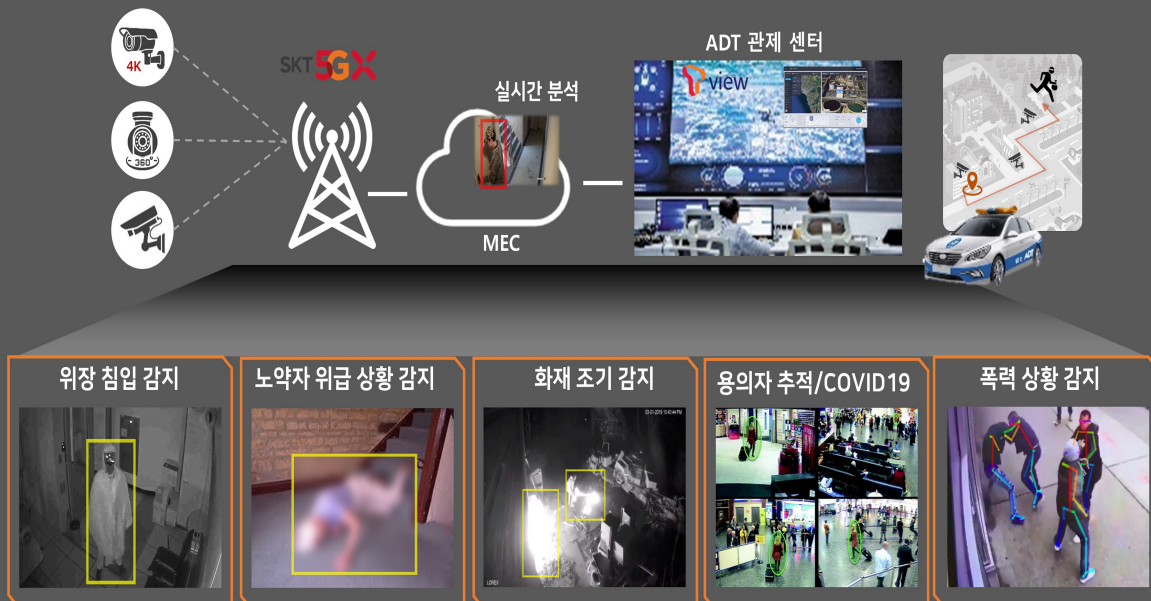 4K
360°
SKT 5GX
실시간 분석
MEC
ADT 관제 센터
T view
ADT
위장 침입 감지
노약자 위급 상황 감지
화재 조기 감지
용의자 추적/COVID19
폭력 상황 감지
LOREX